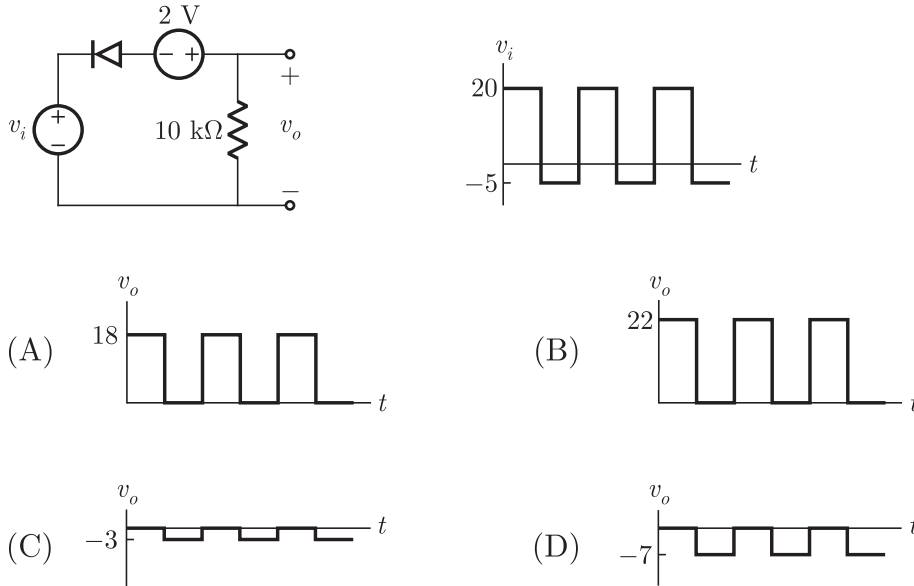 2 V
− +
+
v_i
+
−
10 kΩ
v_o
−
v_i
20
−5
t
(A)
v_o
18
t
(B)
v_o
22
t
(C)
v_o
−3
t
(D)
v_o
−7
t